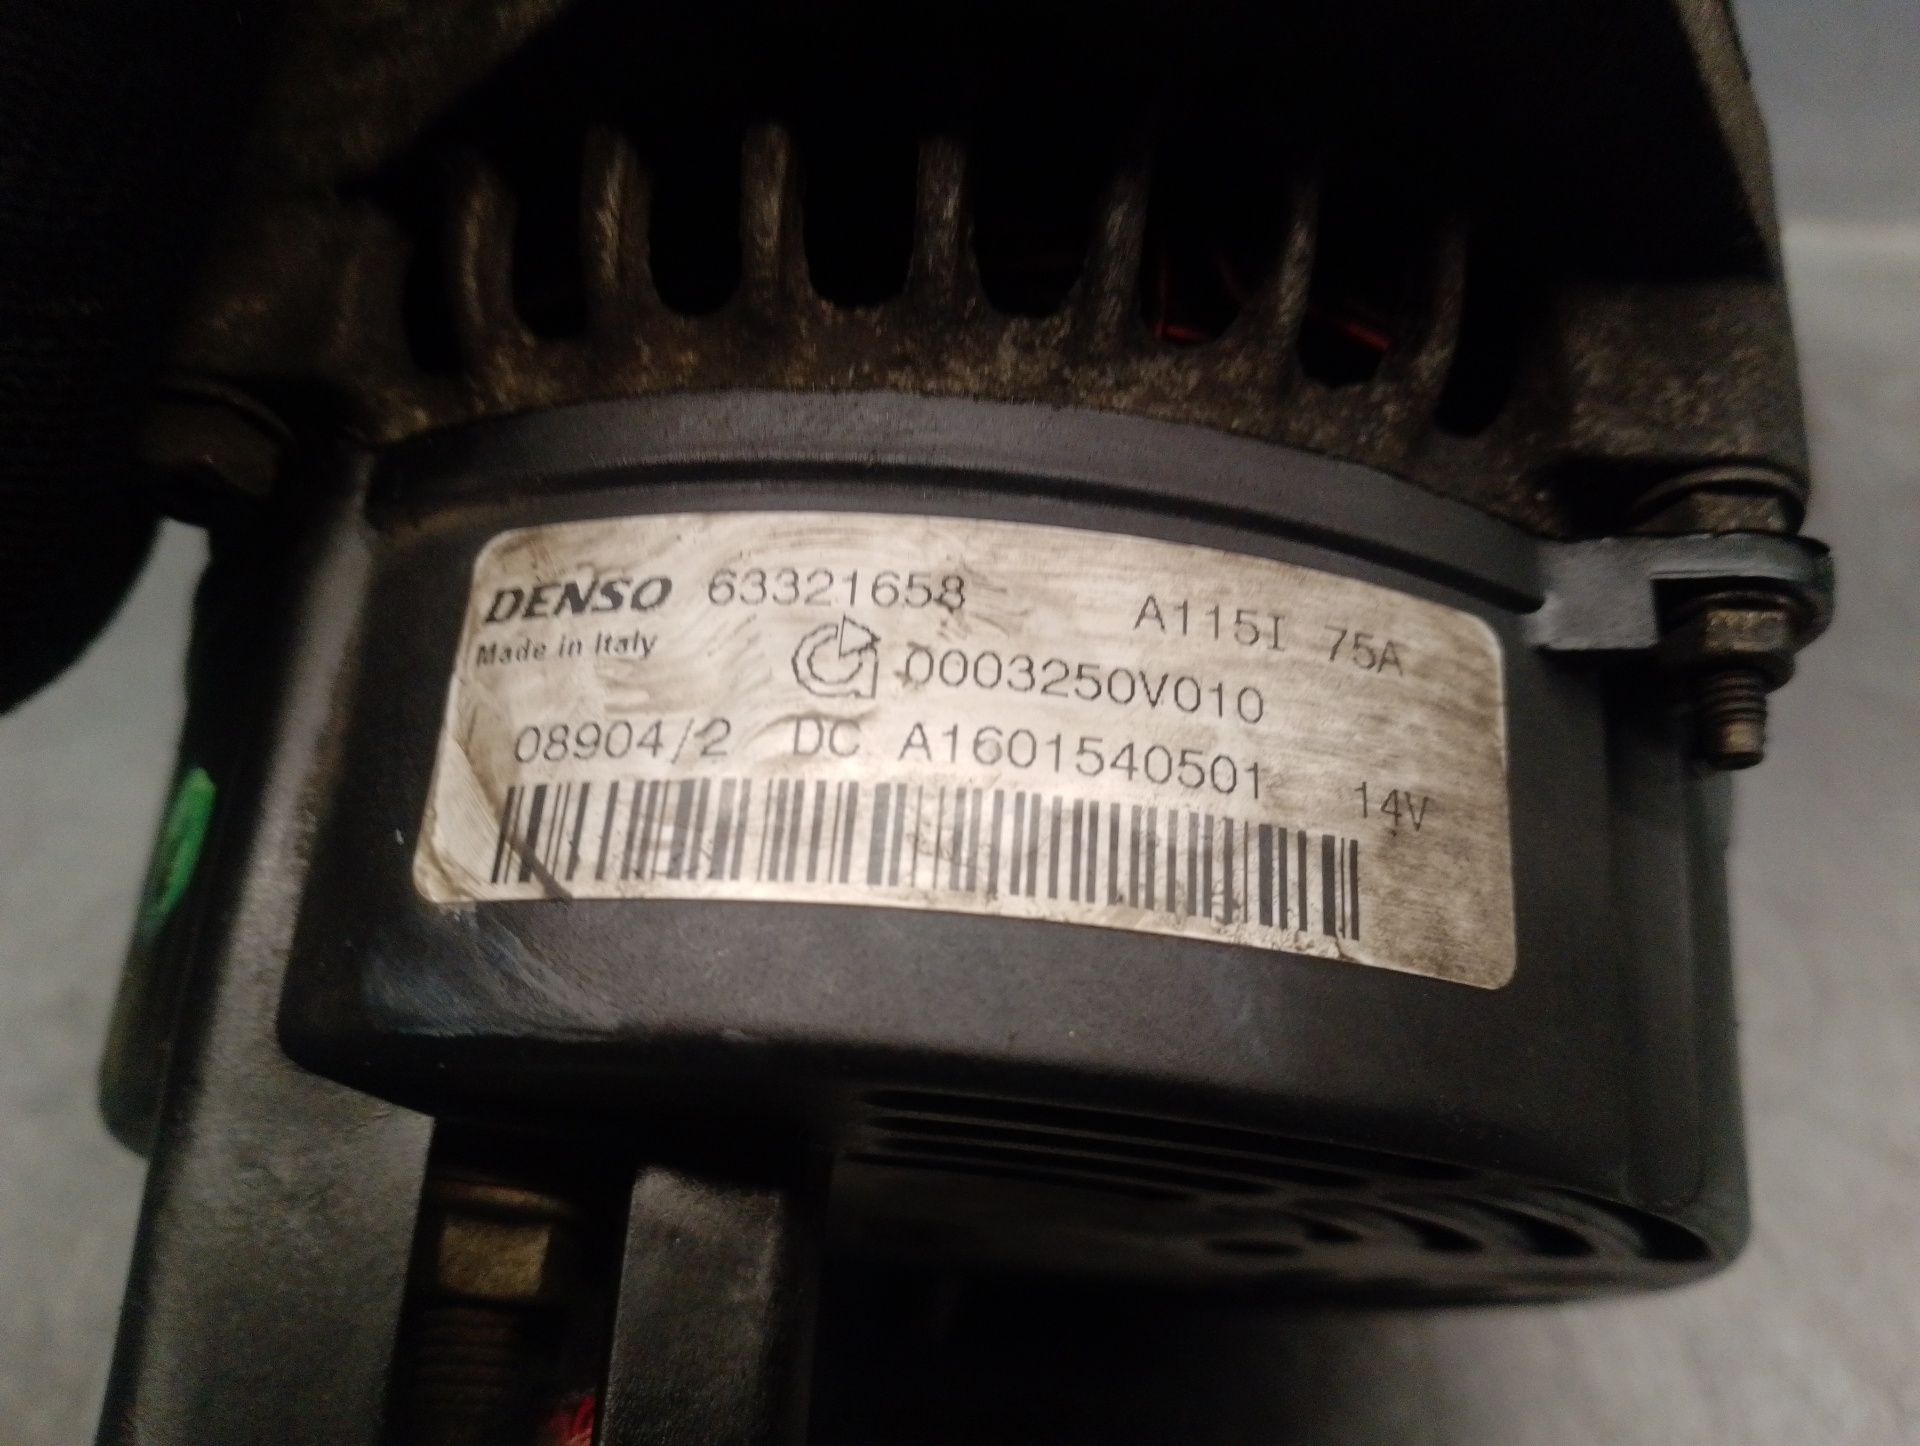 DENSO 63321658 A115I 75A
Made in Italy
0003250V010
08904/2 DC A1601540501 14V